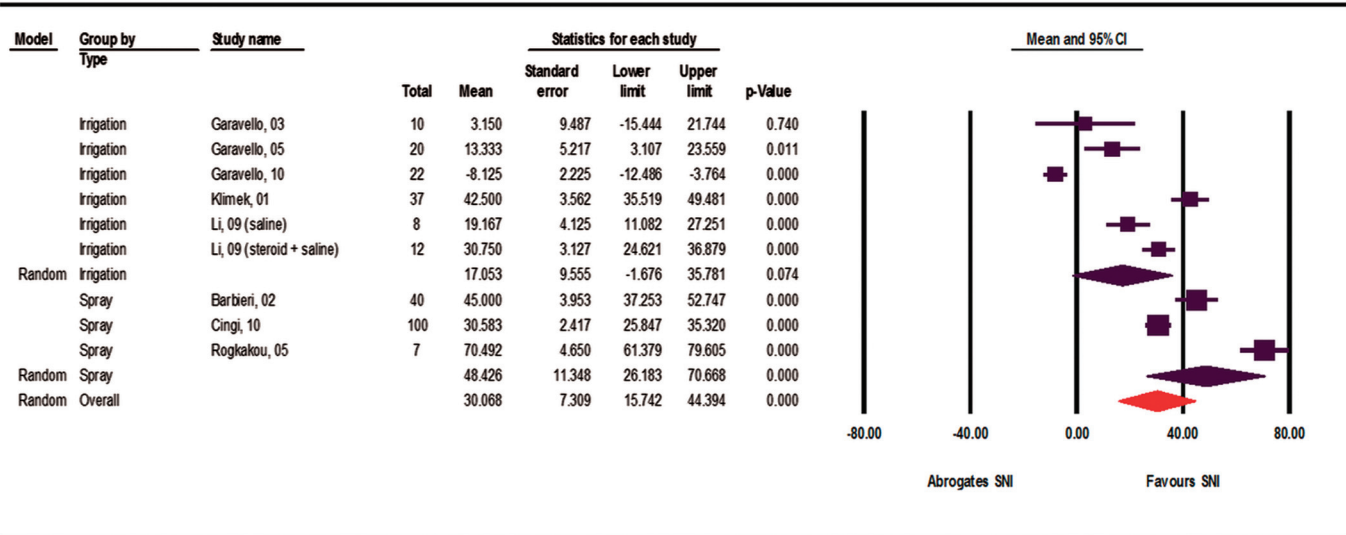 Model Group by Study name Statistics for each study Mean and 95% CI
Type
Standard Lower Upper
Total Mean error limit limit p-Value
Irrigation Garavello, 03 10 3.150 9.487 -15.444 21.744 0.740
Irrigation Garavello, 05 20 13.333 5.217 3.107 23.559 0.011
Irrigation Garavello, 10 22 -8.125 2.225 -12.486 -3.764 0.000
Irrigation Klimek, 01 37 42.500 3.562 35.519 49.481 0.000
Irrigation Li, 09 (saline) 8 19.167 4.125 11.082 27.251 0.000
Irrigation Li, 09 (steroid + saline) 12 30.750 3.127 24.621 36.879 0.000
Random Irrigation 17.053 9.555 -1.676 35.781 0.074
Spray Barbieri, 02 40 45.000 3.953 37.253 52.747 0.000
Spray Cingi, 10 100 30.583 2.417 25.847 35.320 0.000
Spray Rogkakou, 05 7 70.492 4.650 61.379 79.605 0.000
Random Spray 48.426 11.348 26.183 70.668 0.000
Random Overall 30.068 7.309 15.742 44.394 0.000
-80.00 -40.00 0.00 40.00 80.00
Abrogates SNI Favours SNI